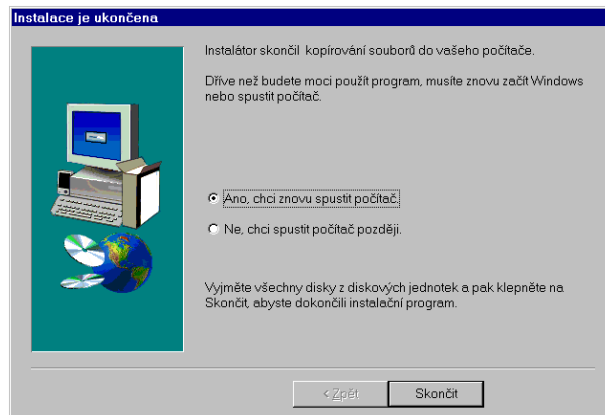 Instalace je ukončena
Instalátor skončil kopírování souborů do vašeho počítače.
Dříve než budete moci použít program, musíte znovu začít Windows
nebo spustit počítač.
Ano, chci znovu spustit počítač.
Ne, chci spustit počítač později.
Vyjměte všechny disky z diskových jednotek a pak klepněte na
Skončit, abyste dokončili instalační program.
< Zpět
Skončit